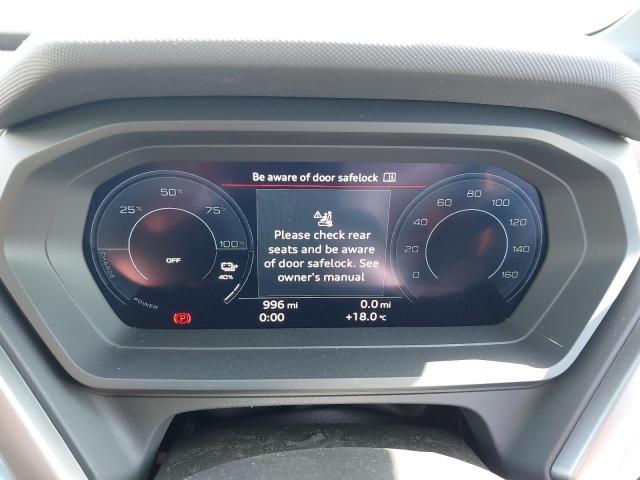 Be aware of door safelock
50%
25%
75%
100%
CHARGE
OFF
40%
POWER
Please check rear
seats and be aware
of door safelock. See
owner's manual
80
60
100
40
120
20
140
0
160
996 mi
0.0 mi
0:00
+18.0 °C
P